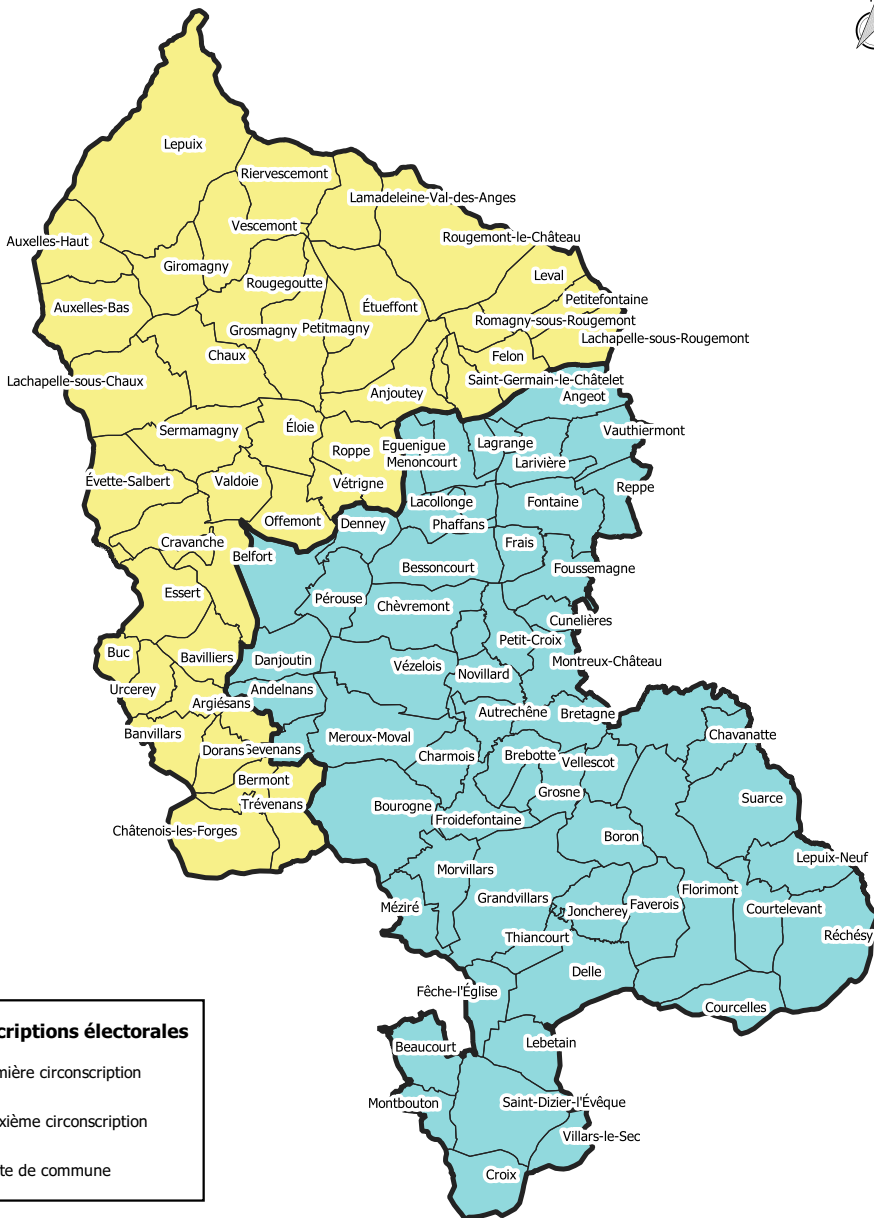 Lepuix
Riervescemont
Lamadeleine-Val-des-Anges
Vescemont
Auxelles-Haut
Rougemont-le-Château
Giromagny
Leval
Rougegoutte
Petitefontaine
Auxelles-Bas
Étueffont
Romagny-sous-Rougemont
Grosmagny
Petitmagny
Lachapelle-sous-Rougemont
Chaux
Felon
Lachapelle-sous-Chaux
Saint-Germain-le-Châtelet
Anjoutey
Angeot
Sermamagny
Éloie
Vauthiermont
Eguenigue
Lagrange
Roppe
Menoncourt
Larivière
Évette-Salbert
Valdoie
Vétrigne
Reppe
Lacollonge
Fontaine
Offemont
Denney
Phaffans
Cravanche
Frais
Belfort
Bessoncourt
Foussemagne
Essert
Pérouse
Chèvremont
Cunelières
Petit-Croix
Buc
Bavilliers
Danjoutin
Vézelois
Montreux-Château
Novillard
Urcerey
Andelnans
Argiésans
Autrechêne
Bretagne
Banvillars
Meroux-Moval
Chavanatte
Dorans
Sevenans
Charmois
Brebotte
Vellescot
Bermont
Grosne
Suarce
Trévenans
Bourogne
Froidefontaine
Châtenois-les-Forges
Boron
Lepuix-Neuf
Morvillars
Florimont
Grandvillars
Méziré
Joncherey
Faverois
Courtelevant
Thiancourt
Réchésy
Delle
Fêche-l'Église
Courcelles
Beaucourt
Lebetain
Montbouton
Saint-Dizier-l'Évêque
Villars-le-Sec
Croix
criptions électorales
mière circonscription
xième circonscription
te de commune